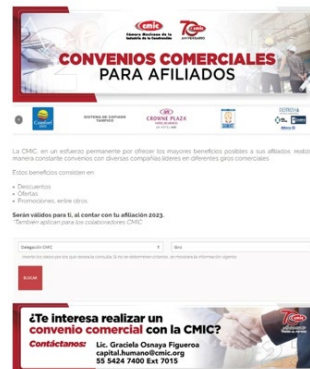 cmic
Cámara Mexicana de la
Industria de la Construcción
ANIVERSARIO
CONVENIOS COMERCIALES
PARA AFILIADOS
Comfort
CROWNE PLAZA
La CMIC, en un esfuerzo permanente por ofrecer los mayores beneficios posibles a sus afiliados realiza
manera constante convenios con diversas compañías líderes en diferentes giros comerciales
Estos beneficios consisten en:
• Descuentos
• Ofertas
• Promociones, entre otros.
Serán válidos para ti, al contar con tu afiliación 2023.
*También aplican para los colaboradores CMIC.
Delegación CMIC
Giro
BUSCAR
¿Te interesa realizar un
convenio comercial con la CMIC?
Contáctanos: Lic. Graciela Osnaya Figueroa
capital.humano@cmic.org
55 5424 7400 Ext 7015